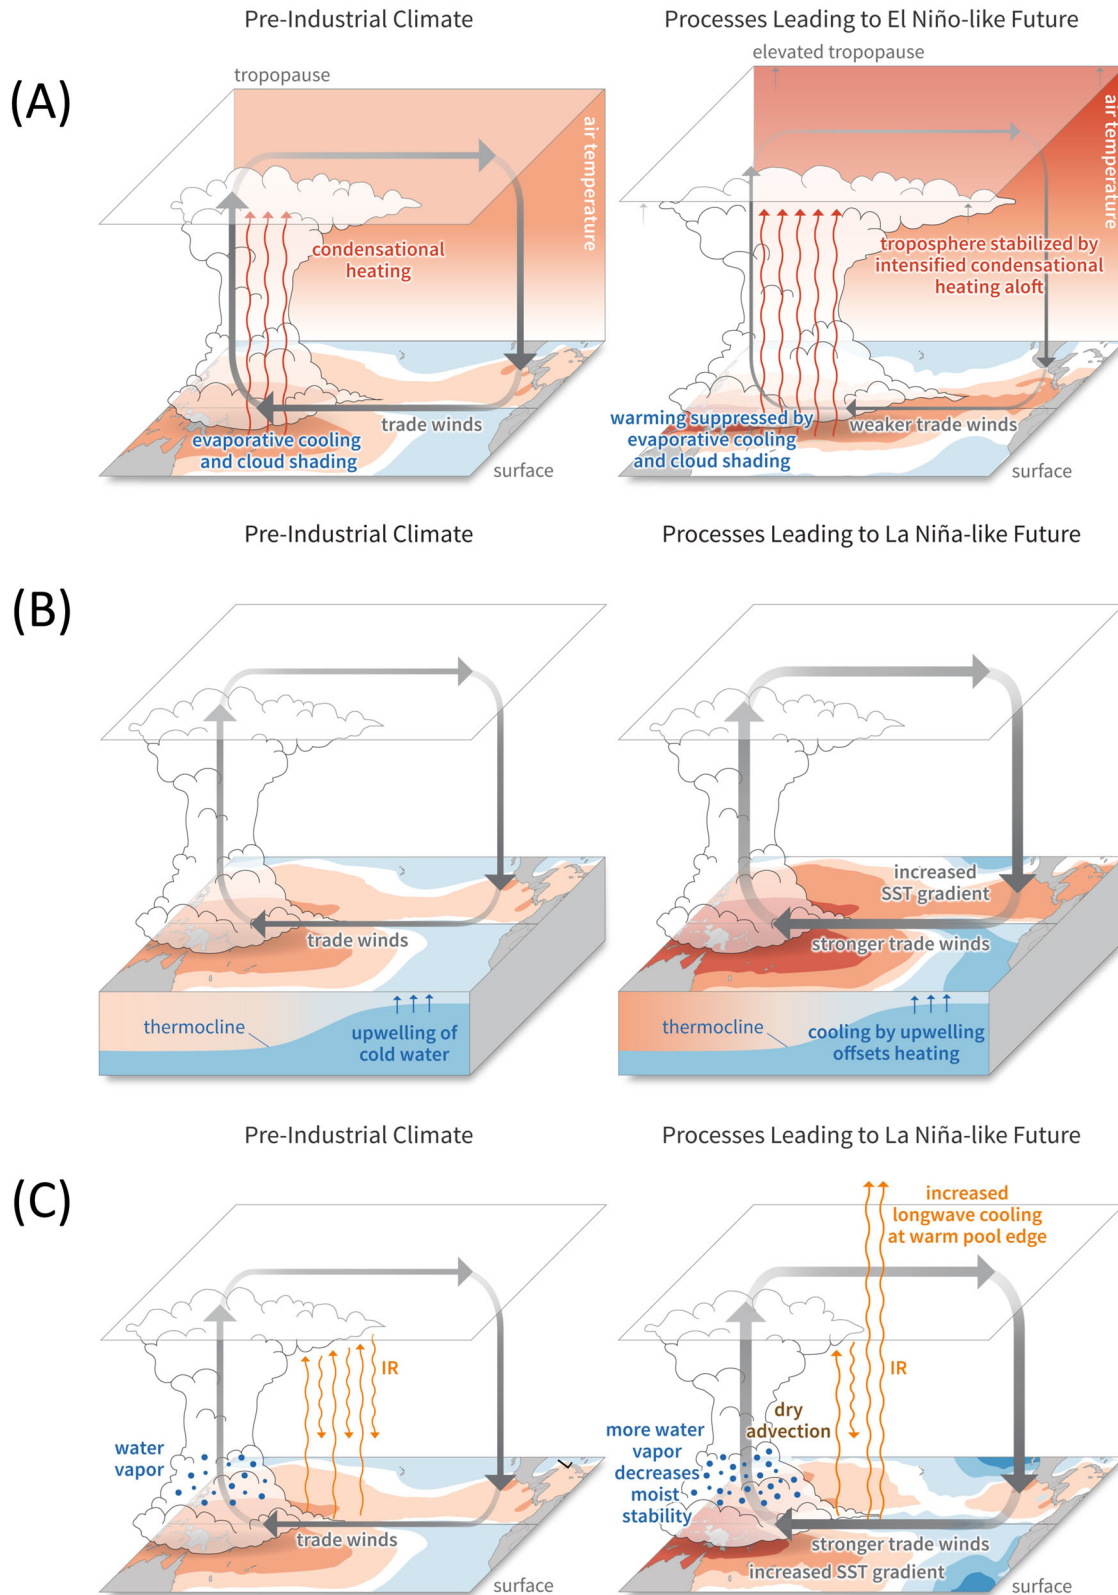 Pre-Industrial Climate
Processes Leading to El Niño-like Future
(A)
tropopause
air temperature
condensational
heating
evaporative cooling
and cloud shading
trade winds
surface
elevated tropopause
air temperature
troposphere stabilized by
intensified condensational
heating aloft
warming suppressed by
evaporative cooling
and cloud shading
weaker trade winds
surface
Pre-Industrial Climate
Processes Leading to La Niña-like Future
(B)
trade winds
thermocline
upwelling of
cold water
increased
SST gradient
stronger trade winds
thermocline
cooling by upwelling
offsets heating
Pre-Industrial Climate
Processes Leading to La Niña-like Future
(C)
IR
water
vapor
trade winds
surface
increased
longwave cooling
at warm pool edge
IR
dry
advection
more water
vapor
decreases
moist
stability
stronger trade winds
increased SST gradient
surface